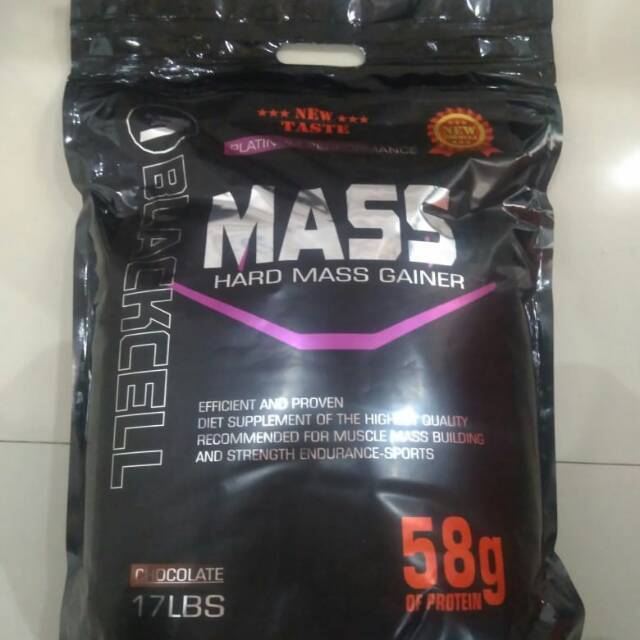 *** NEW ***
TASTE
NEW
MASS
HARD MASS GAINER
BLACKCELL
EFFICIENT AND PROVEN
DIET SUPPLEMENT OF THE HIGHEST QUALITY
RECOMMENDED FOR MUSCLE MASS BUILDING
AND STRENGTH ENDURANCE-SPORTS
58g
OF PROTEIN
CHOCOLATE
17LBS